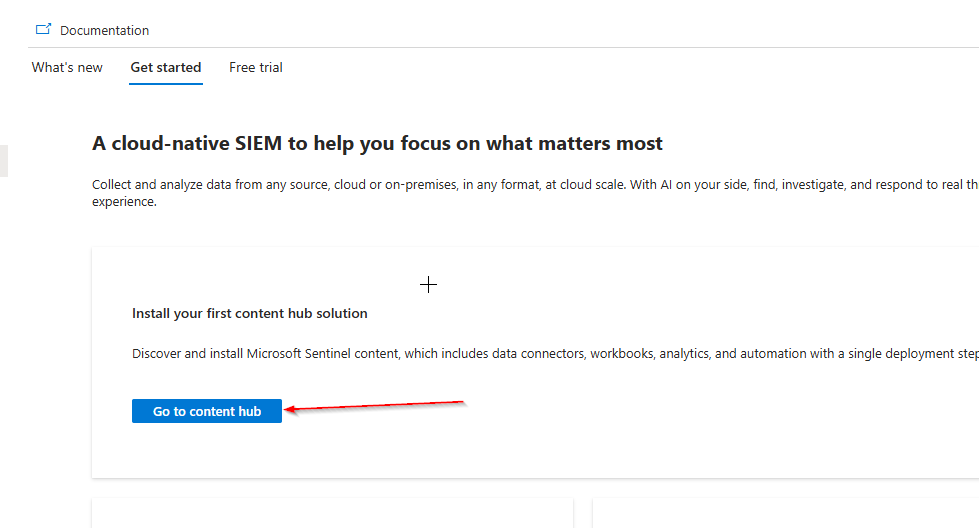 Documentation
What's new Get started Free trial
A cloud-native SIEM to help you focus on what matters most
Collect and analyze data from any source, cloud or on-premises, in any format, at cloud scale. With AI on your side, find, investigate, and respond to real
experience.
Install your first content hub solution
Discover and install Microsoft Sentinel content, which includes data connectors, workbooks, analytics, and automation with a single deployment step
Go to content hub